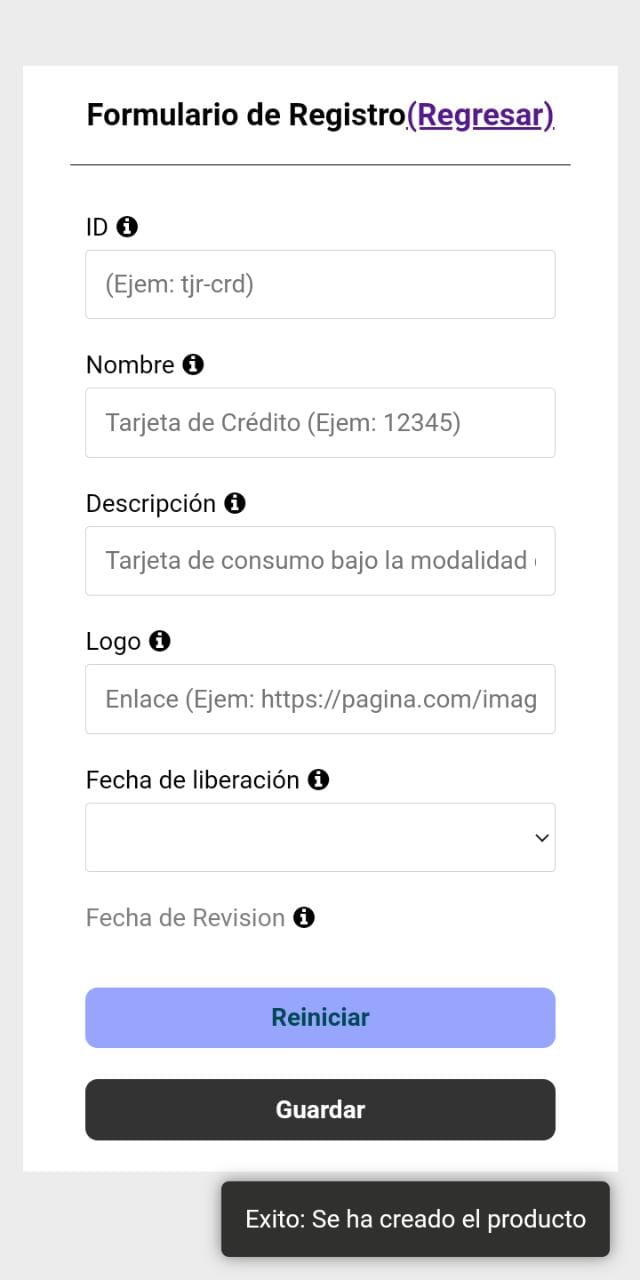 Formulario de Registro(Regresar)
ID
(Ejem: tjr-crd)
Nombre
Tarjeta de Crédito (Ejem: 12345)
Descripción
Tarjeta de consumo bajo la modalidad
Logo
Enlace (Ejem: https://pagina.com/imag
Fecha de liberación
Fecha de Revision
Reiniciar
Guardar
Exito: Se ha creado el producto